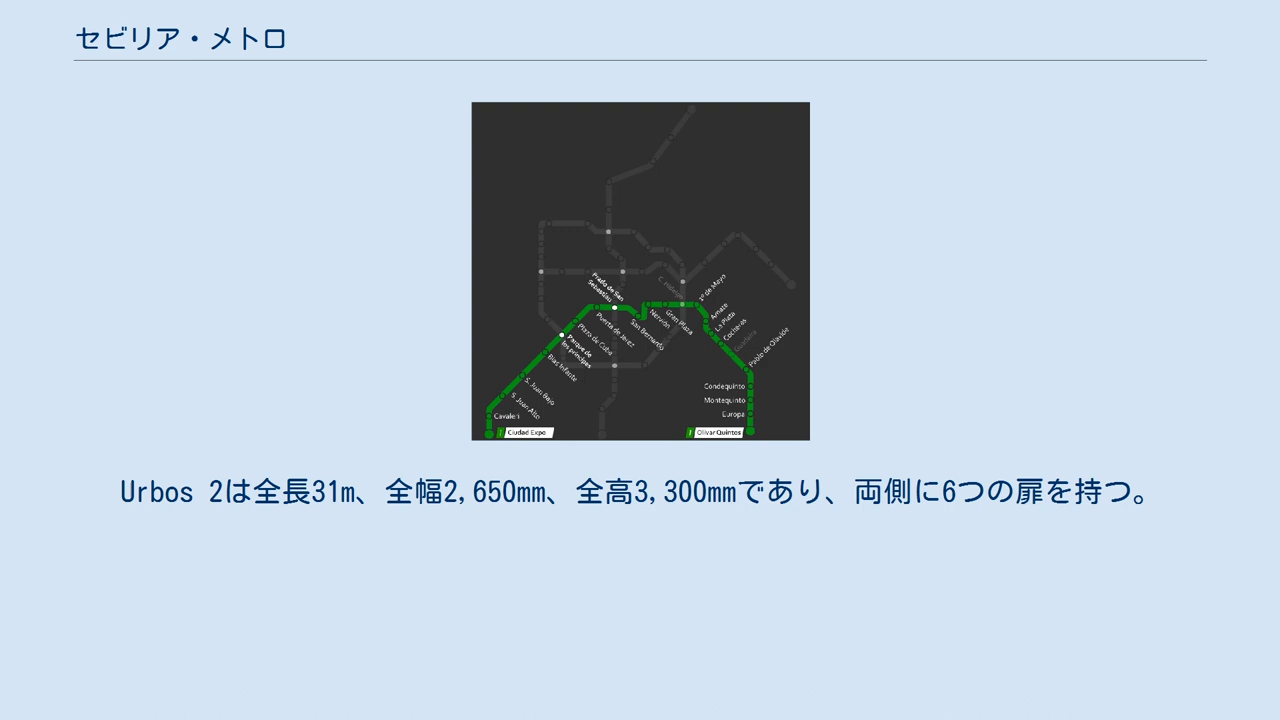 セビリア・メトロ
Prado de San
Sebastián
1º de Mayo
Amate
La Plata
Cocheras
Guadaira
Pablo de Olavide
Puerta de Jerez
San Bernardo
Nervión
Gran Plaza
Plaza de Cuba
Parque de
los príncipes
Blas Infante
S. Juan Bajo
S. Juan Alto
Cavaleri
Condequinto
Montequinto
Europa
1 Ciudad Expo
1 Olivar Quintos
Urbos 2は全長31m、全幅2,650mm、全高3,300mmであり、両側に6つの扉を持つ。